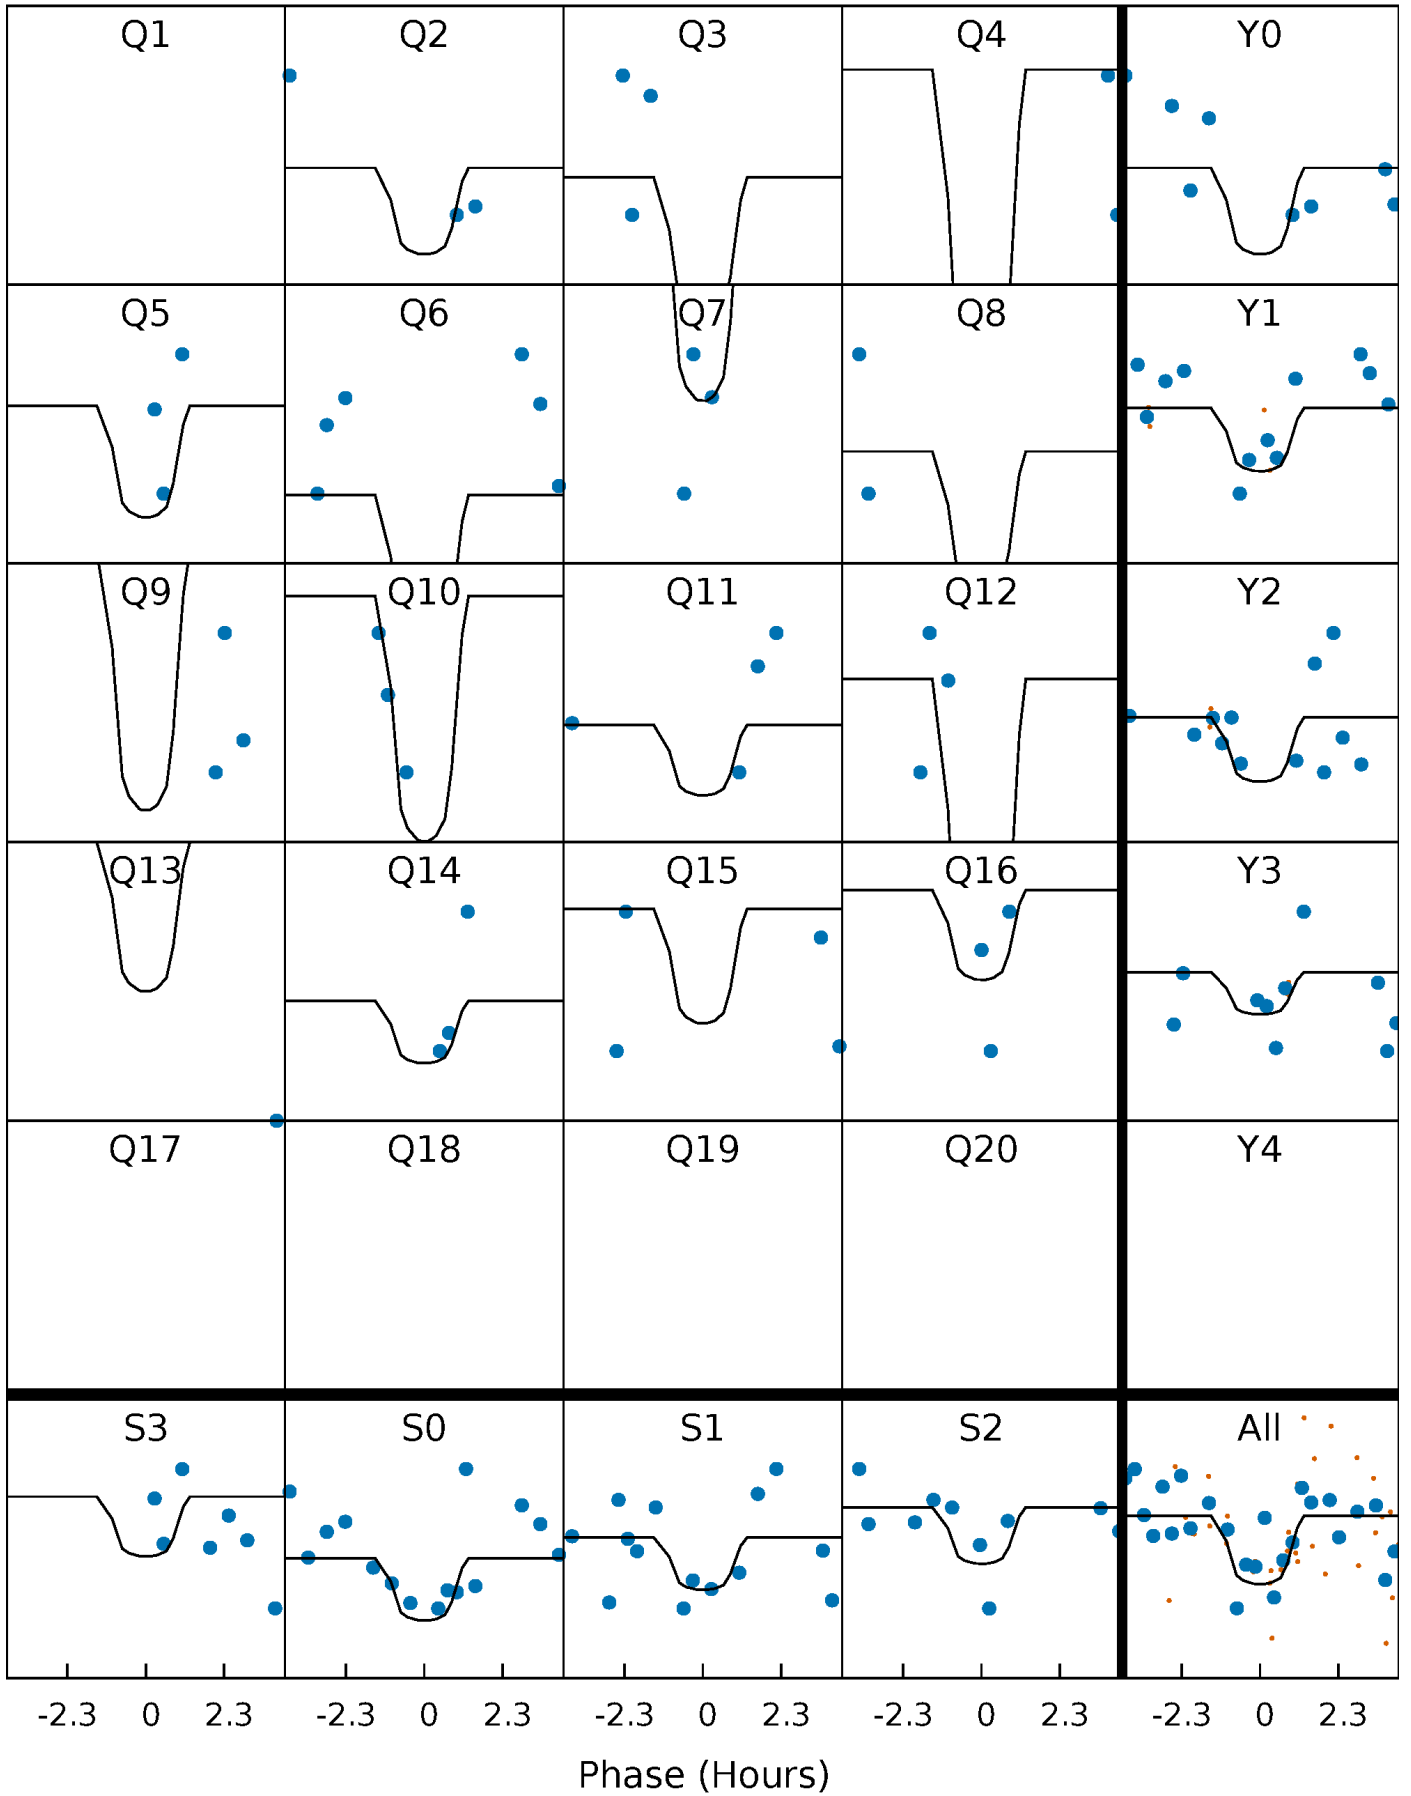 Q1 Q2 Q3 Q4 Y0
Q5 Q6 Q7 Q8 Y1
Q9 Q10 Q11 Q12 Y2
Q13 Q14 Q15 Q16 Y3
Q17 Q18 Q19 Q20 Y4
S3 S0 S1 S2 All
-2.3 0 2.3 -2.3 0 2.3 -2.3 0 2.3 -2.3 0 2.3 -2.3 0 2.3
Phase (Hours)